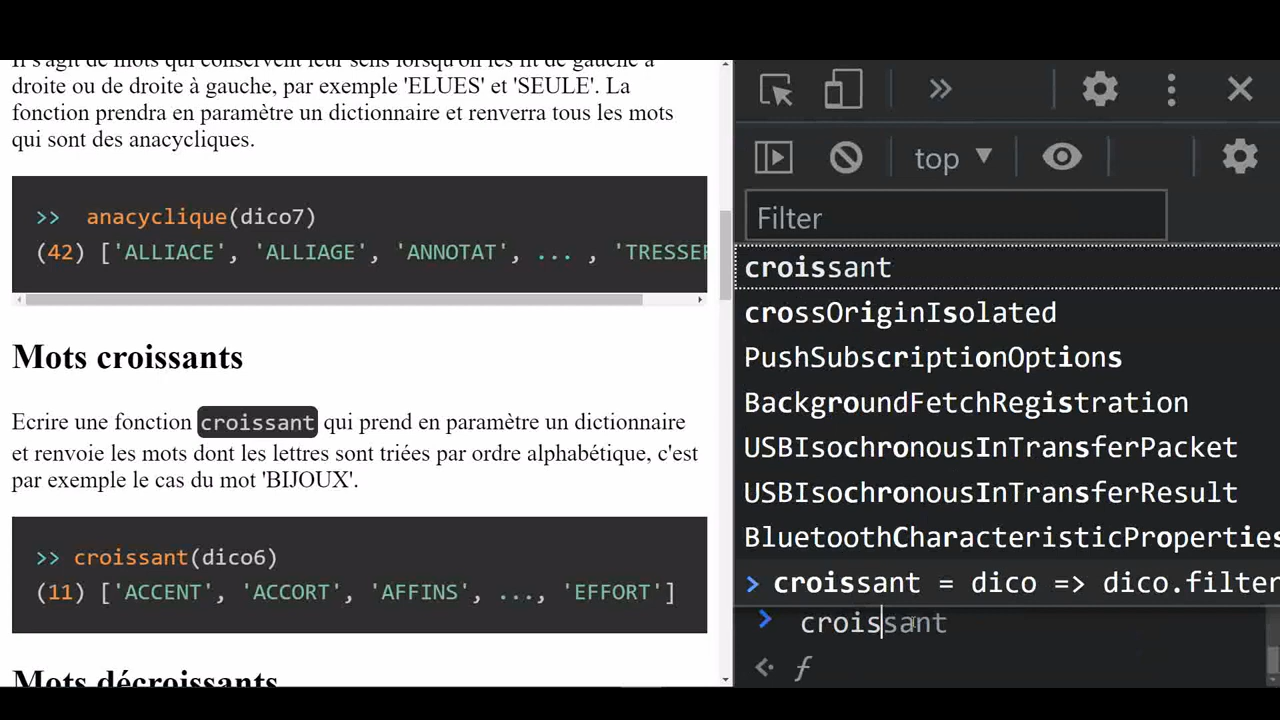 Il s'agit de mots qui conservent leur sens lorsqu'on les lit de gauche à
droite ou de droite à gauche, par exemple 'ELUES' et 'SEULE'. La
fonction prendra en paramètre un dictionnaire et renverra tous les mots
qui sont des anacycliques.
>> anacyclique(dico7)
(42) ['ALLIACE', 'ALLIAGE', 'ANNOTAT', ... , 'TRESSER
Mots croissants
Ecrire une fonction croissant qui prend en paramètre un dictionnaire
et renvoie les mots dont les lettres sont triées par ordre alphabétique, c'est
par exemple le cas du mot 'BIJOUX'.
>> croissant(dico6)
(11) ['ACCENT', 'ACCORT', 'AFFINS', ..., 'EFFORT']
Mots décroissants
top
Filter
croissant
crossOriginIsolated
PushSubscriptionOptions
BackgroundFetchRegistration
USBIsochronousInTransferPacket
USBIsochronousInTransferResult
BluetoothCharacteristicProperties
> croissant = dico => dico.filter
> croissant
f